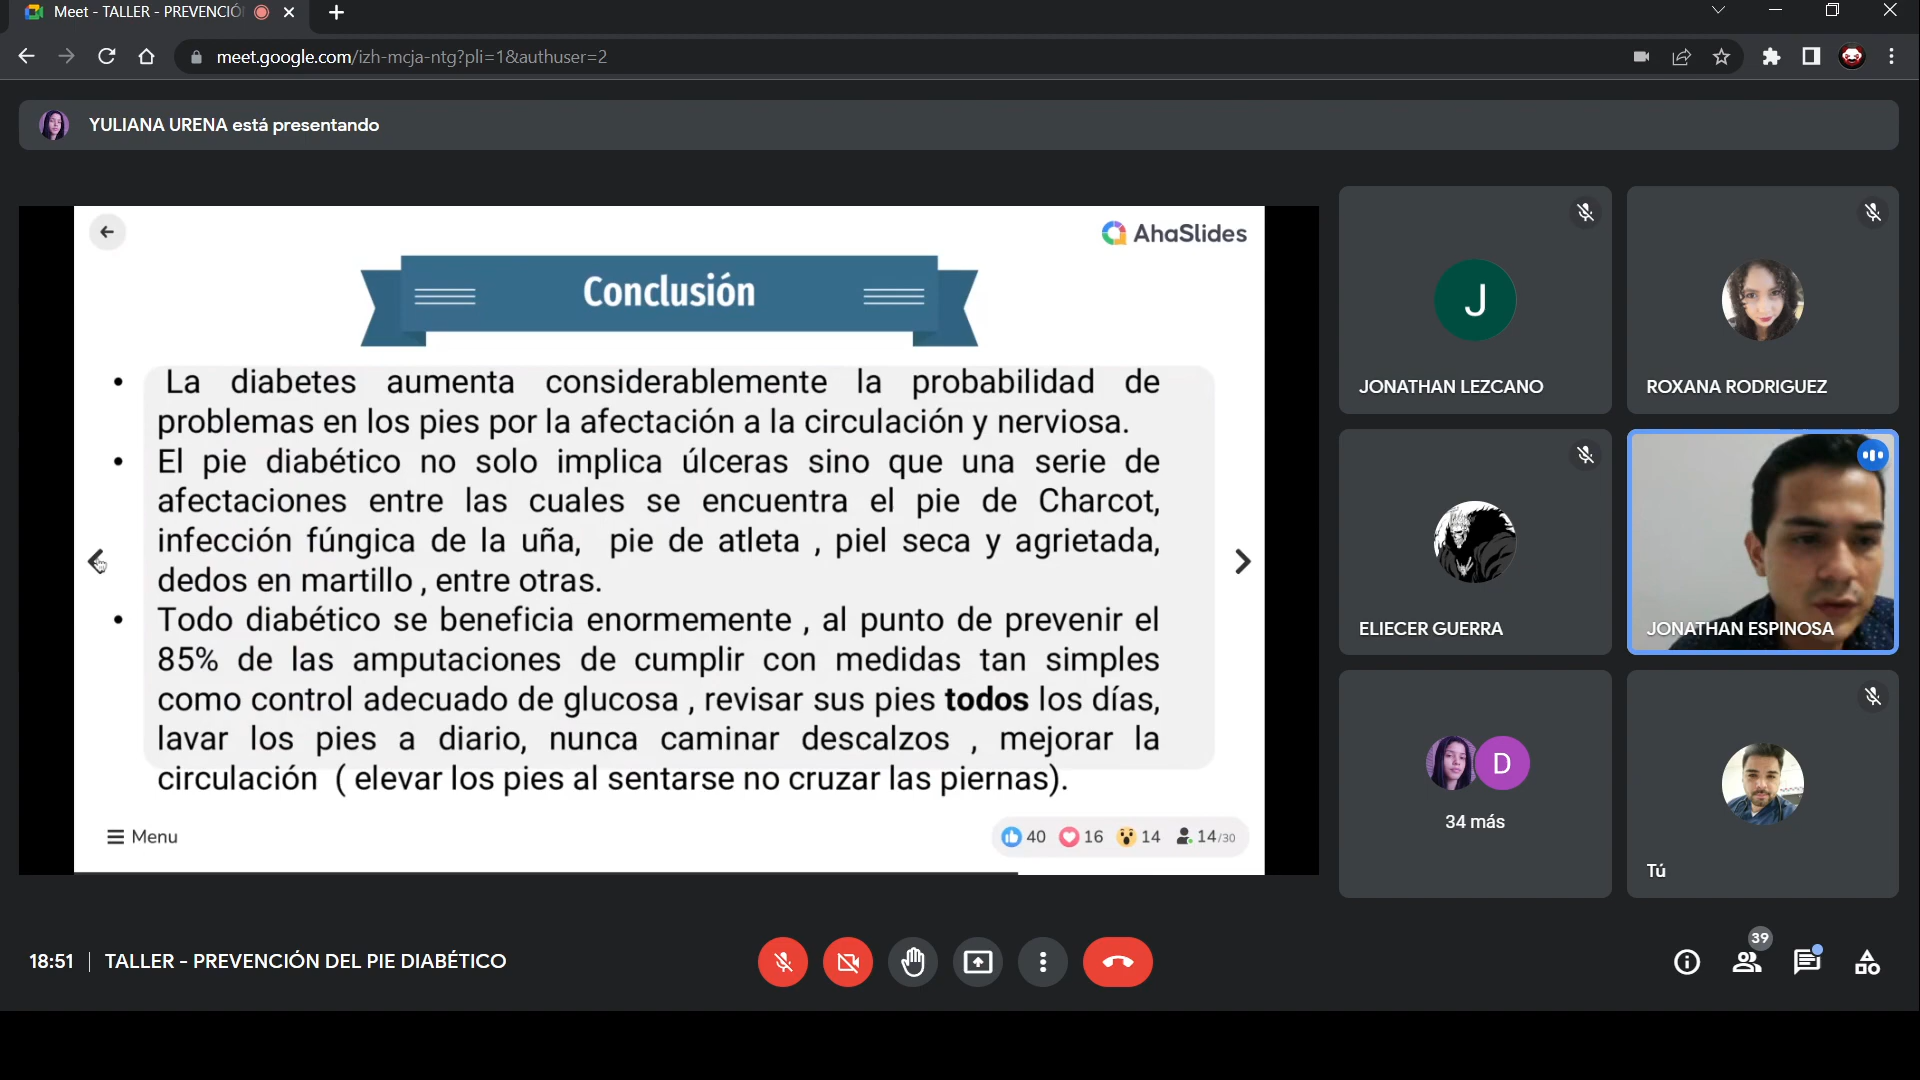 Meet - TALLER - PREVENCIÓ
meet.google.com/izh-mcja-ntg?pli=1&authuser=2
YULIANA URENA está presentando
AhaSlides
Conclusión
• La diabetes aumenta considerablemente la probabilidad de
problemas en los pies por la afectación a la circulación y nerviosa.
• El pie diabético no solo implica úlceras sino que una serie de
afectaciones entre las cuales se encuentra el pie de Charcot,
infección fúngica de la uña, pie de atleta , piel seca y agrietada,
dedos en martillo , entre otras.
• Todo diabético se beneficia enormemente , al punto de prevenir el
85% de las amputaciones de cumplir con medidas tan simples
como control adecuado de glucosa , revisar sus pies todos los días,
lavar los pies a diario, nunca caminar descalzos , mejorar la
circulación ( elevar los pies al sentarse no cruzar las piernas).
Menu
40 16 14 14/30
J
JONATHAN LEZCANO
ROXANA RODRIGUEZ
ELIECER GUERRA
JONATHAN ESPINOSA
D
34 más
Tú
18:51 | TALLER - PREVENCIÓN DEL PIE DIABÉTICO
39